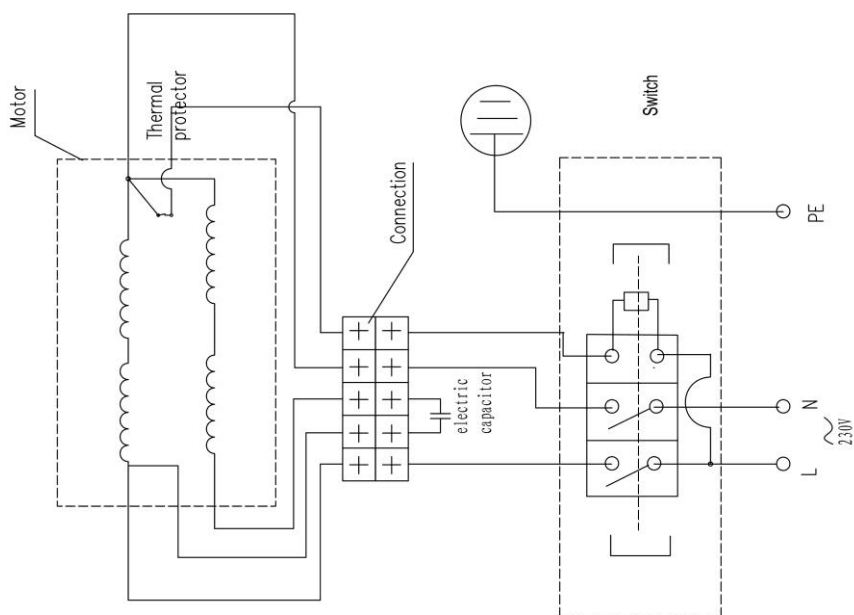 Motor
Thermal
protector
Connection
electric
capacitor
Switch
PE
N
L
230V